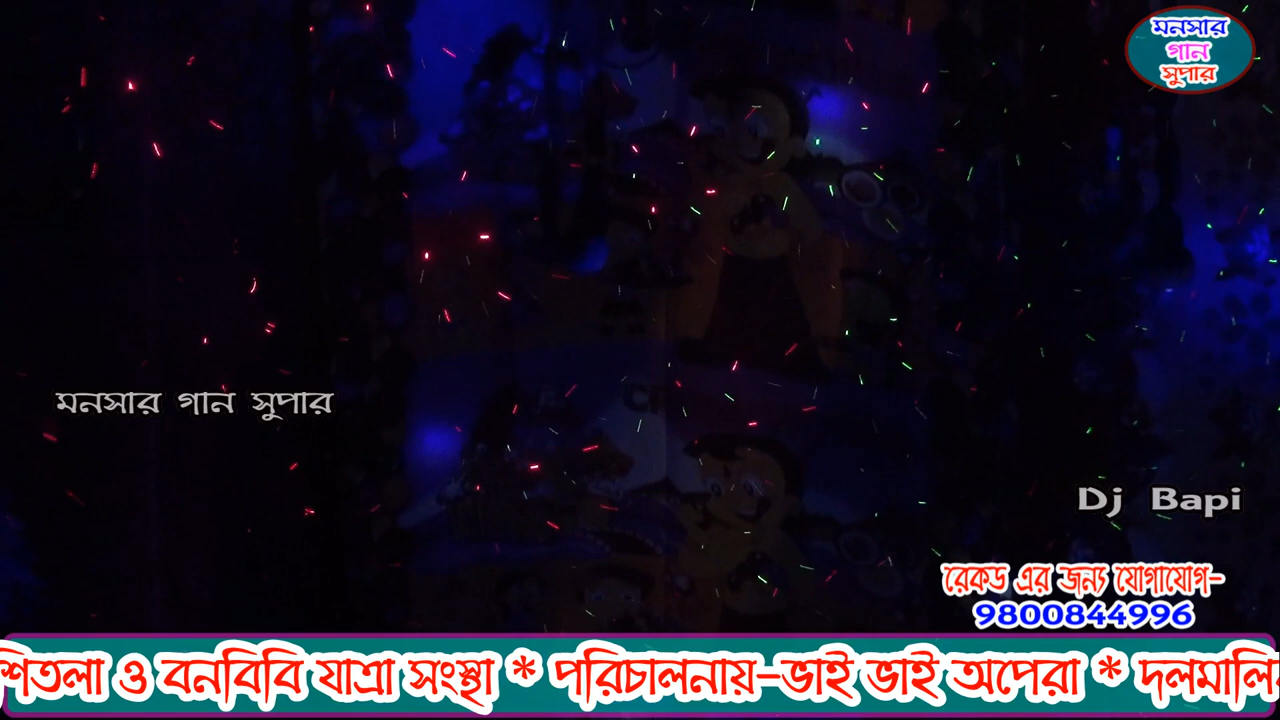 মনসার
গান
সুপার
মনসার গান সুপার
Dj Bapi
রেকড এর জন্য যোগাযোগ-
9800844996
শিতলা ও বনবিবি যাত্রা সংস্থা * পরিচালনায়-ভাই ভাই অপেরা * দলমালি